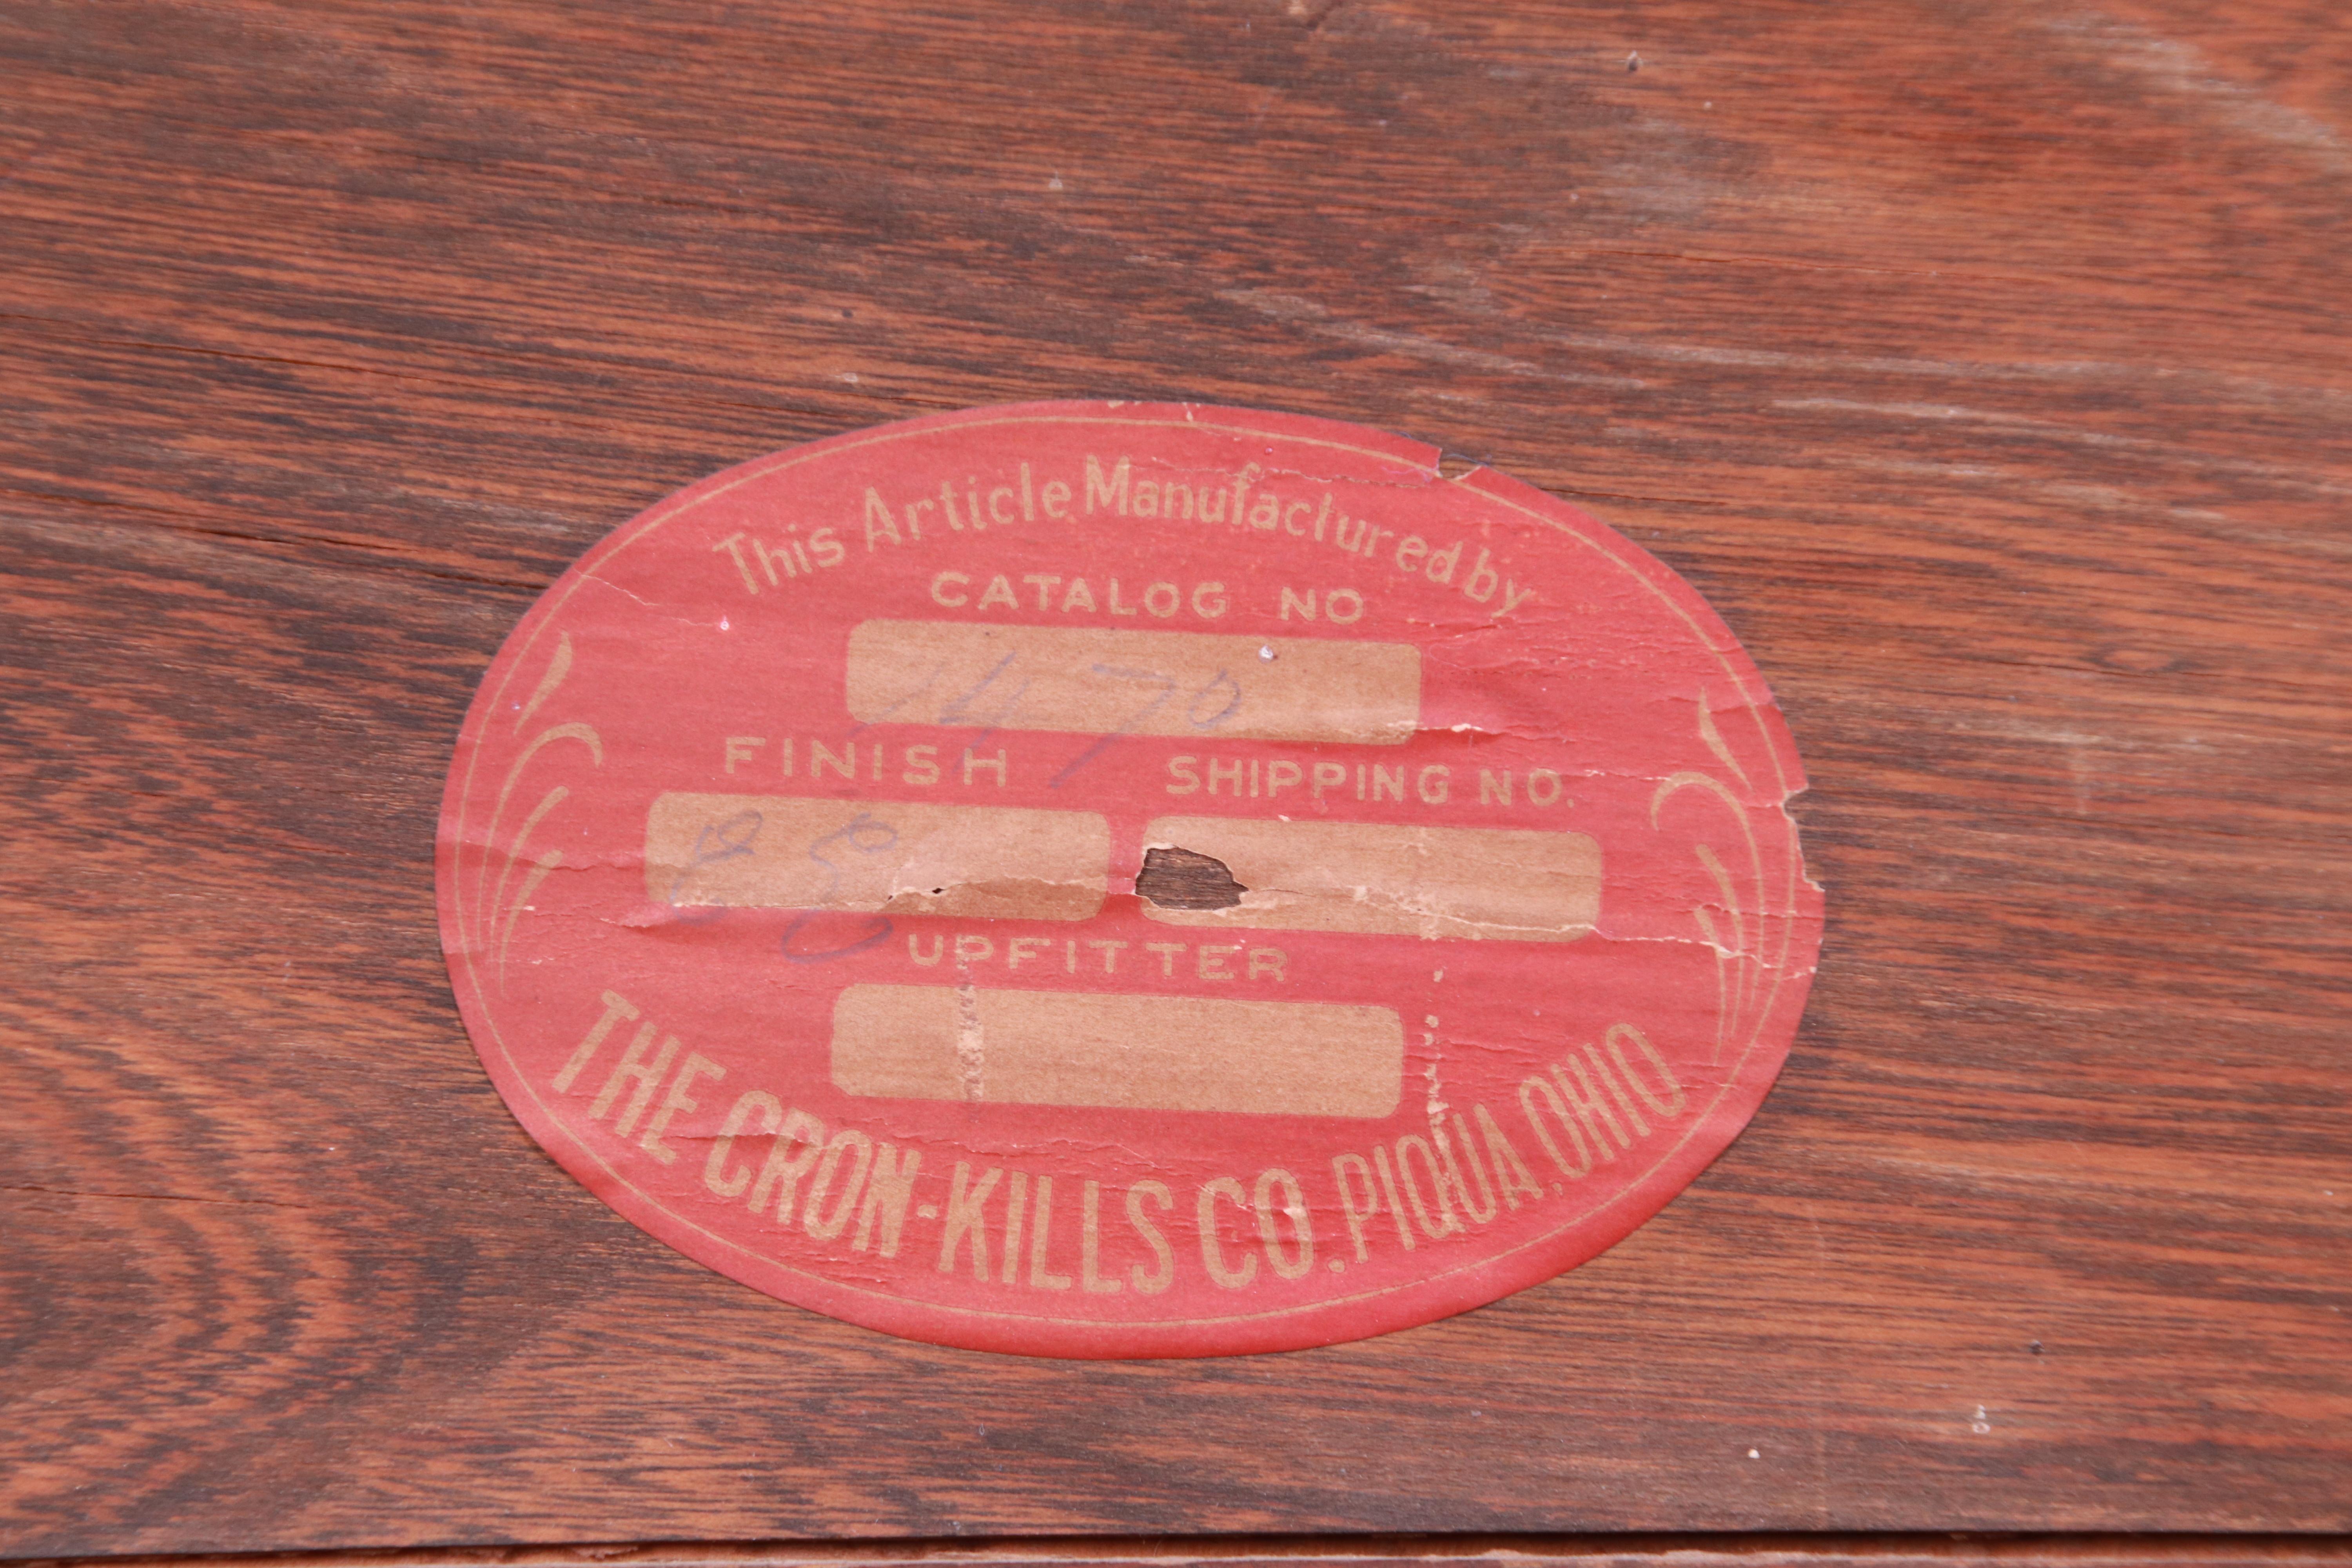 This Article Manufactured by
CATALOG NO
1470
FINISH
SHIPPING NO.
UPFITTER
THE CRON-KILLS CO. PIQUA, OHIO